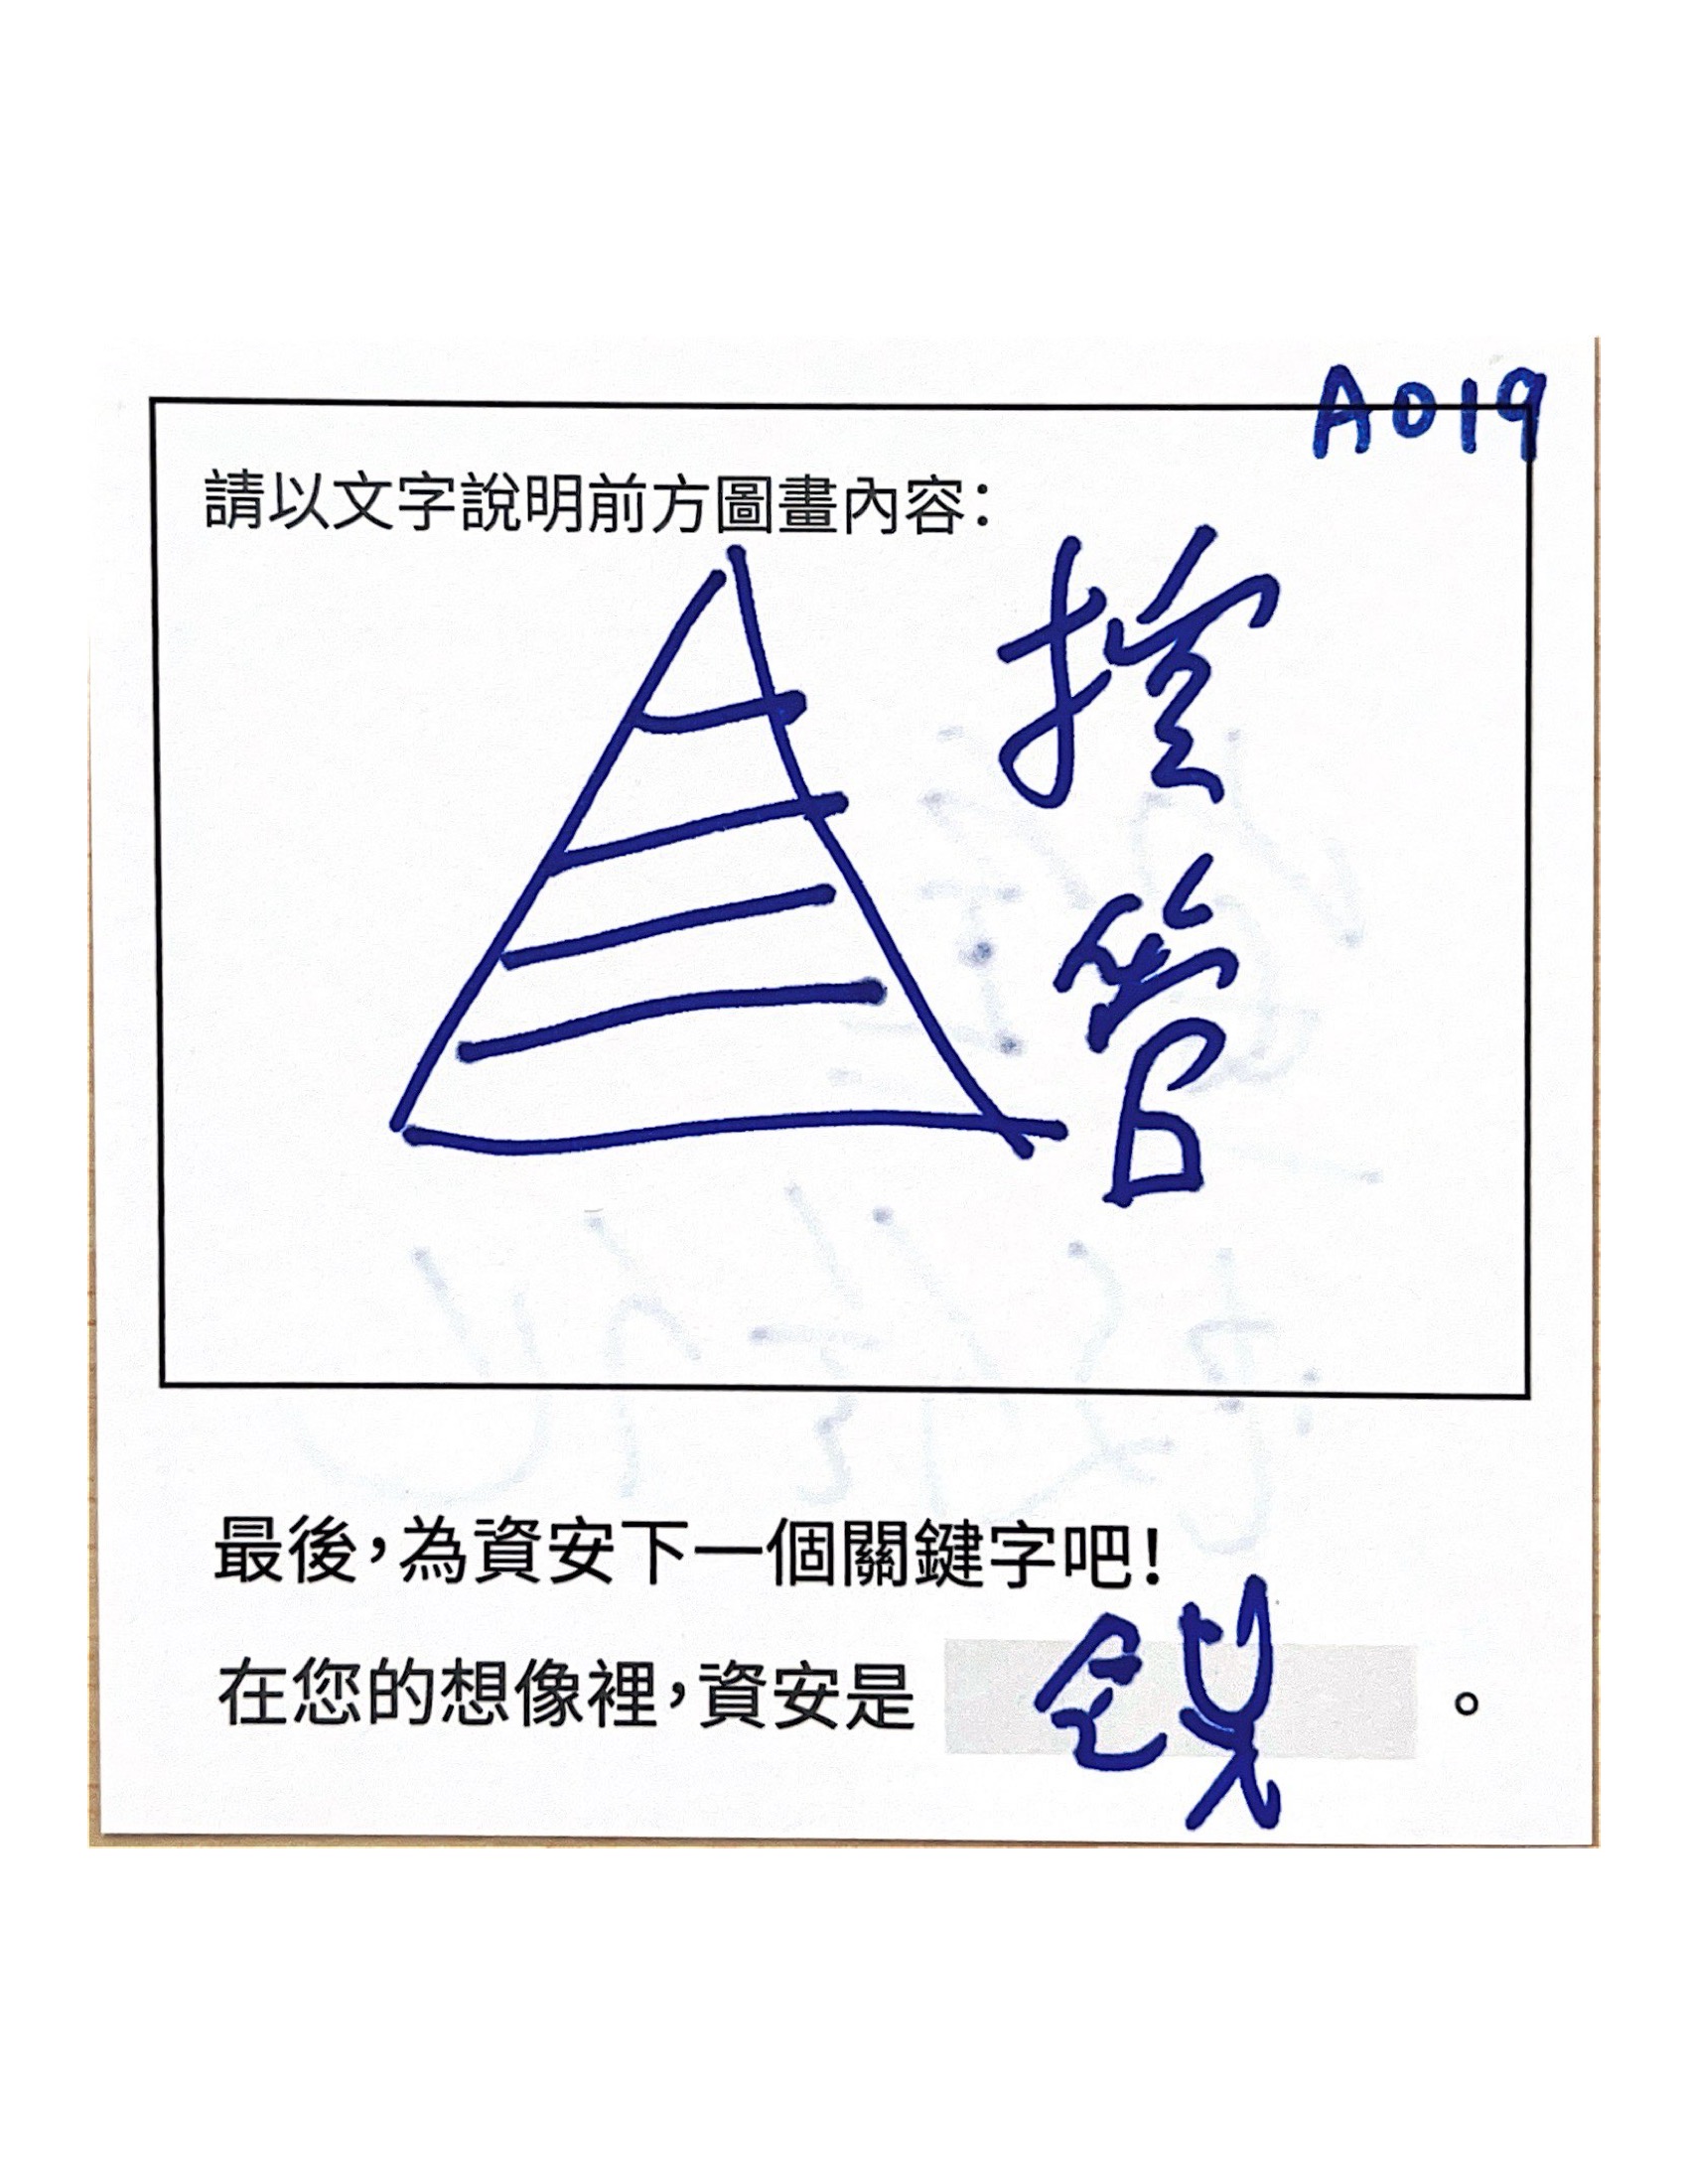 A019
請以文字說明前方圖畫內容：
控管
最後，為資安下一個關鍵字吧！
在您的想像裡，資安是 。